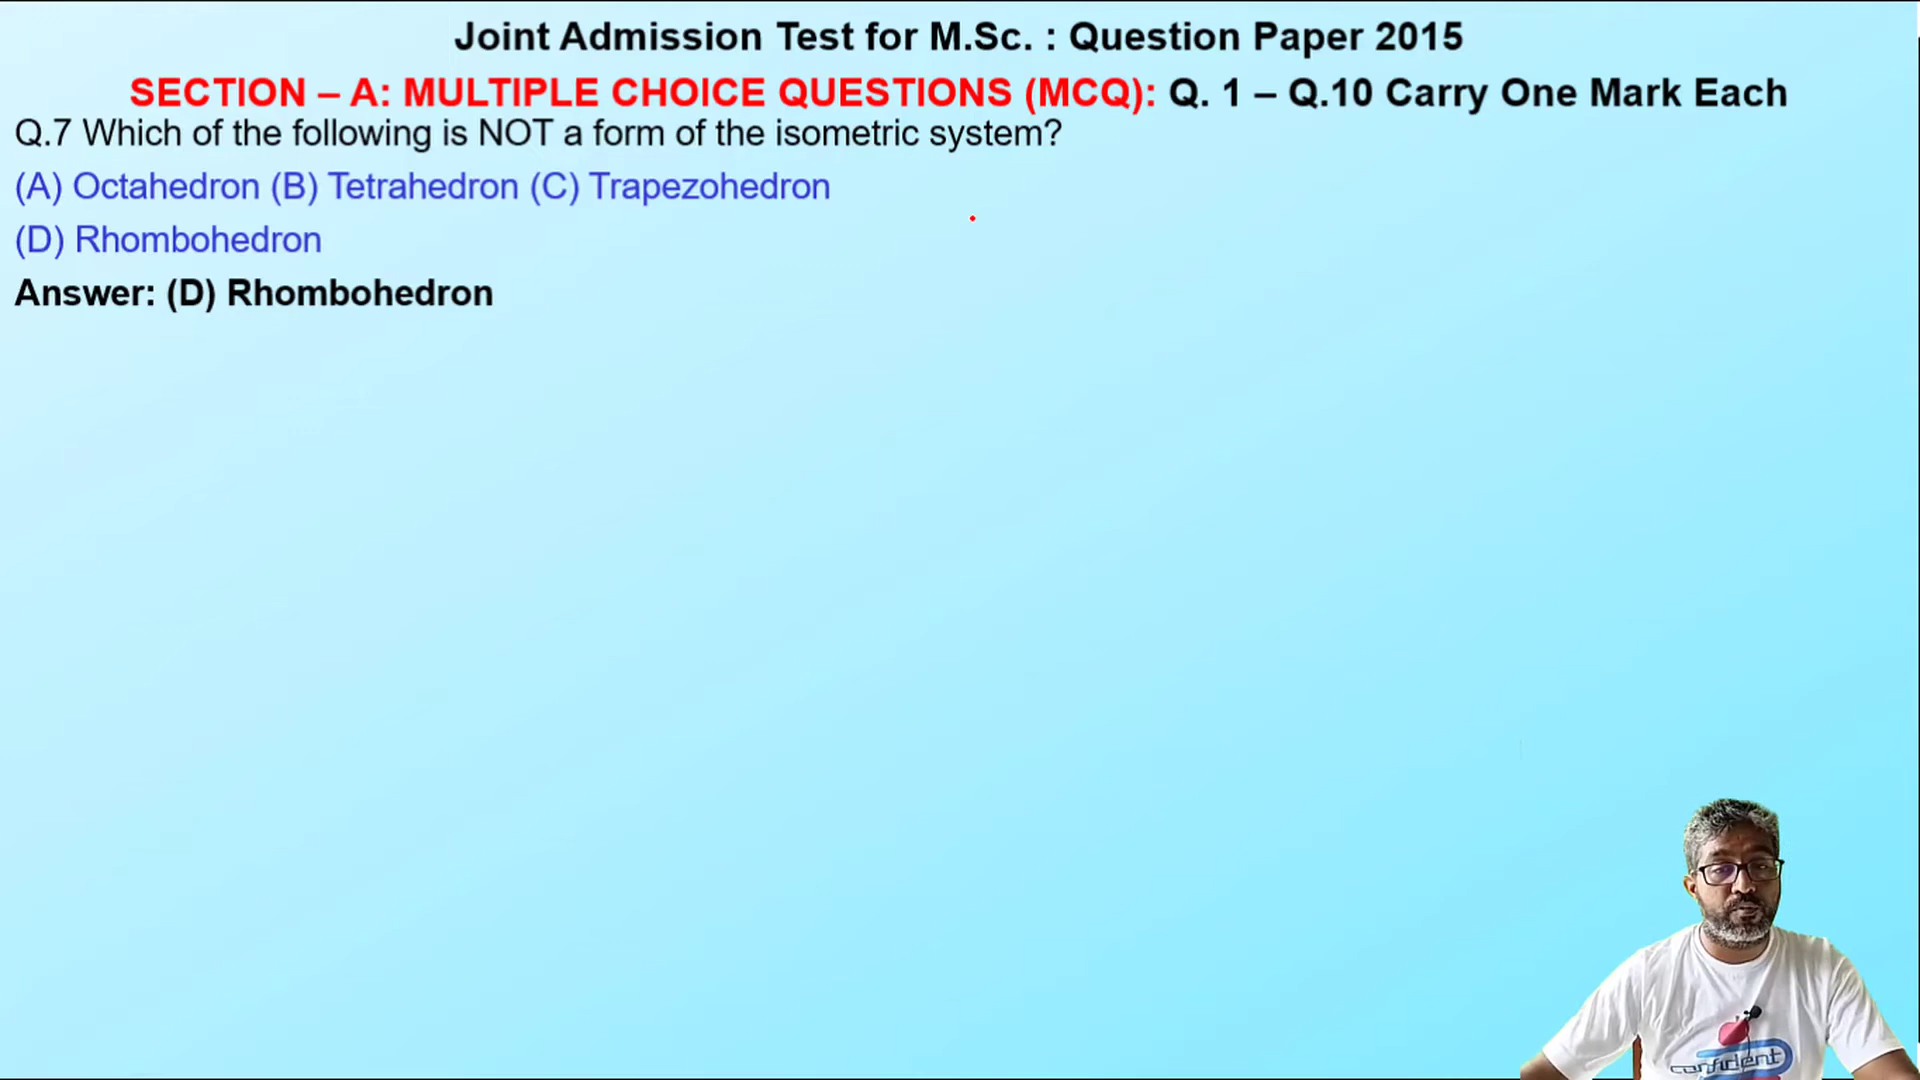 Joint Admission Test for M.Sc. : Question Paper 2015
SECTION – A: MULTIPLE CHOICE QUESTIONS (MCQ): Q. 1 – Q.10 Carry One Mark Each
Q.7 Which of the following is NOT a form of the isometric system?
(A) Octahedron (B) Tetrahedron (C) Trapezohedron
(D) Rhombohedron
Answer: (D) Rhombohedron
confident